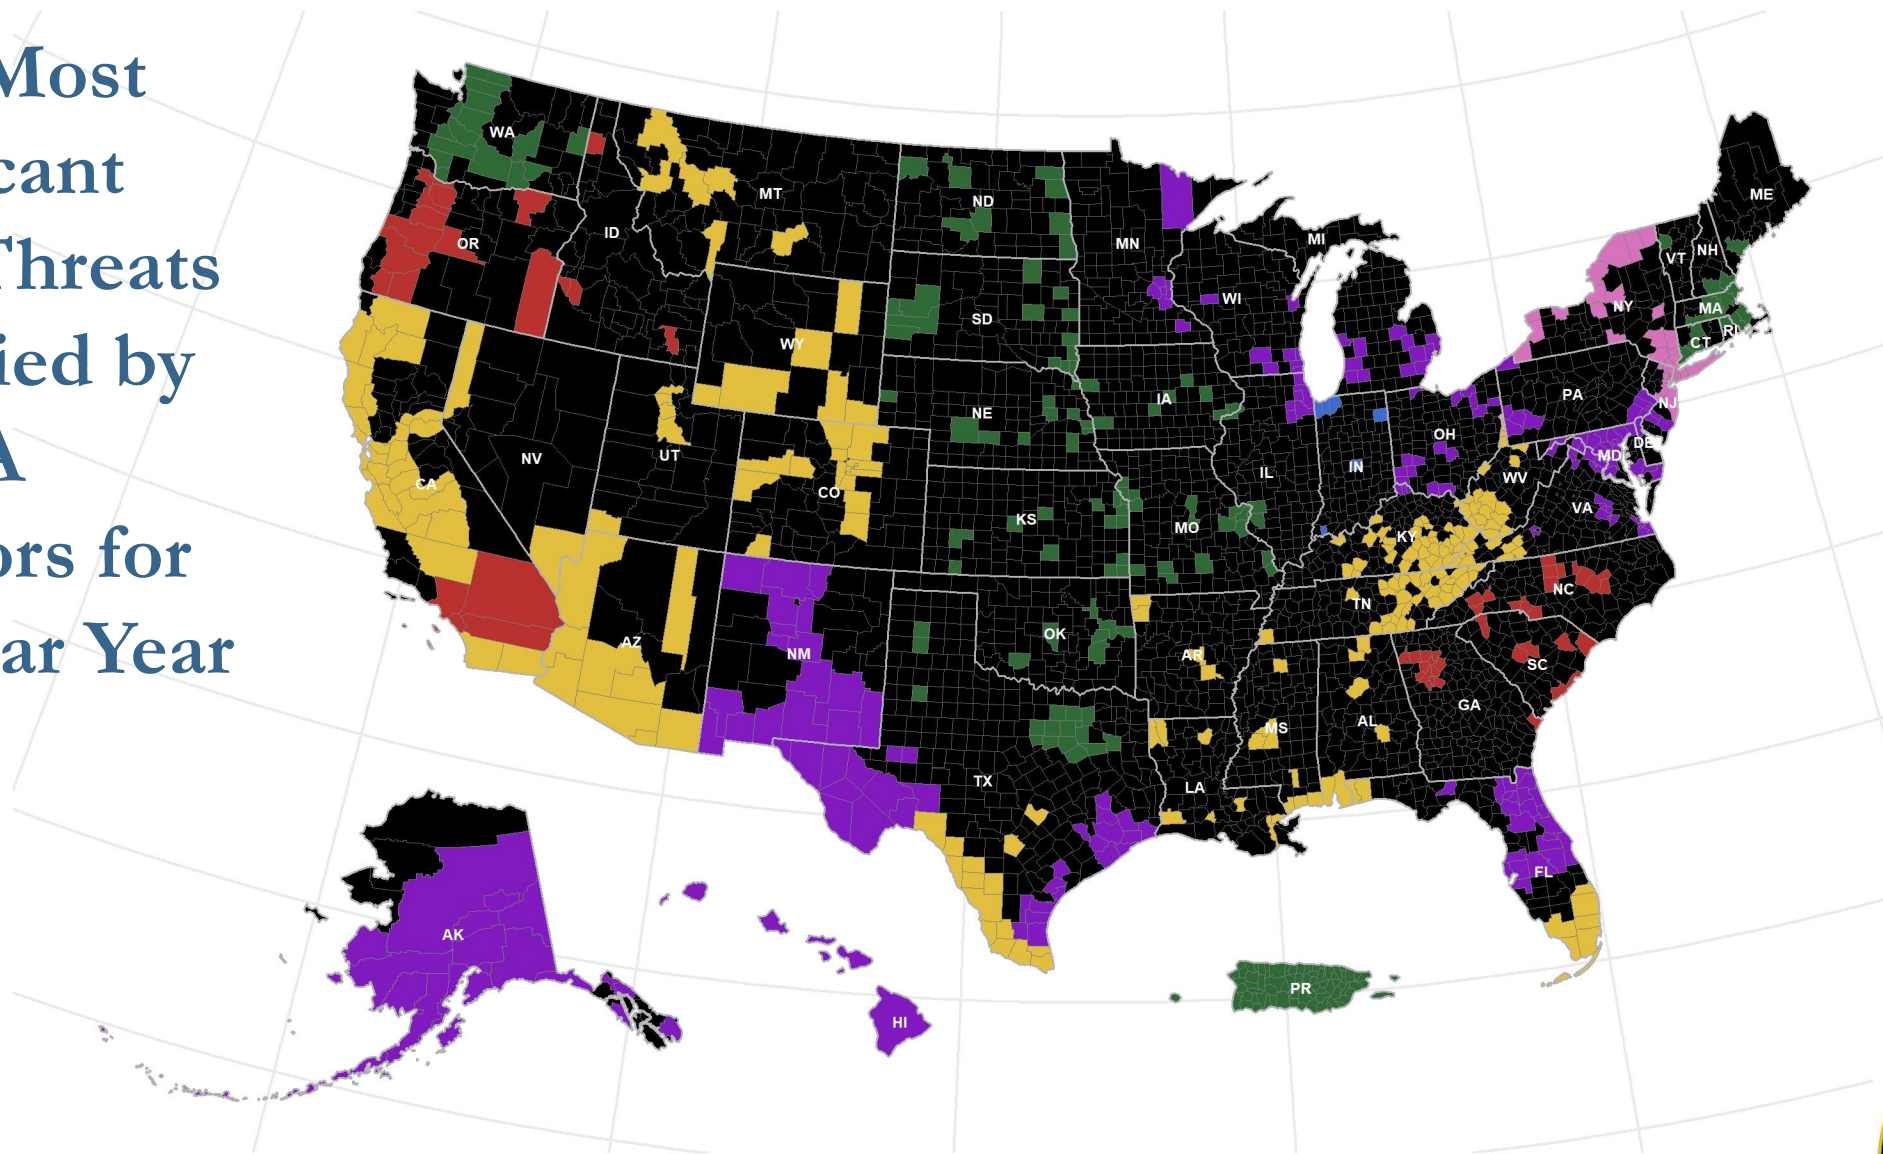 Most
cant
Threats
ied by
A
ors for
ar Year
WA
OR
ID
MT
ND
MN
SD
WY
NE
IA
WI
MI
NV
UT
CO
CA
AZ
NM
KS
MO
IL
IN
OH
KY
TN
WV
VA
PA
NY
VT
NH
ME
MA
RI
CT
NJ
DE
MD
NC
SC
GA
AL
MS
AR
OK
TX
LA
FL
AK
HI
PR